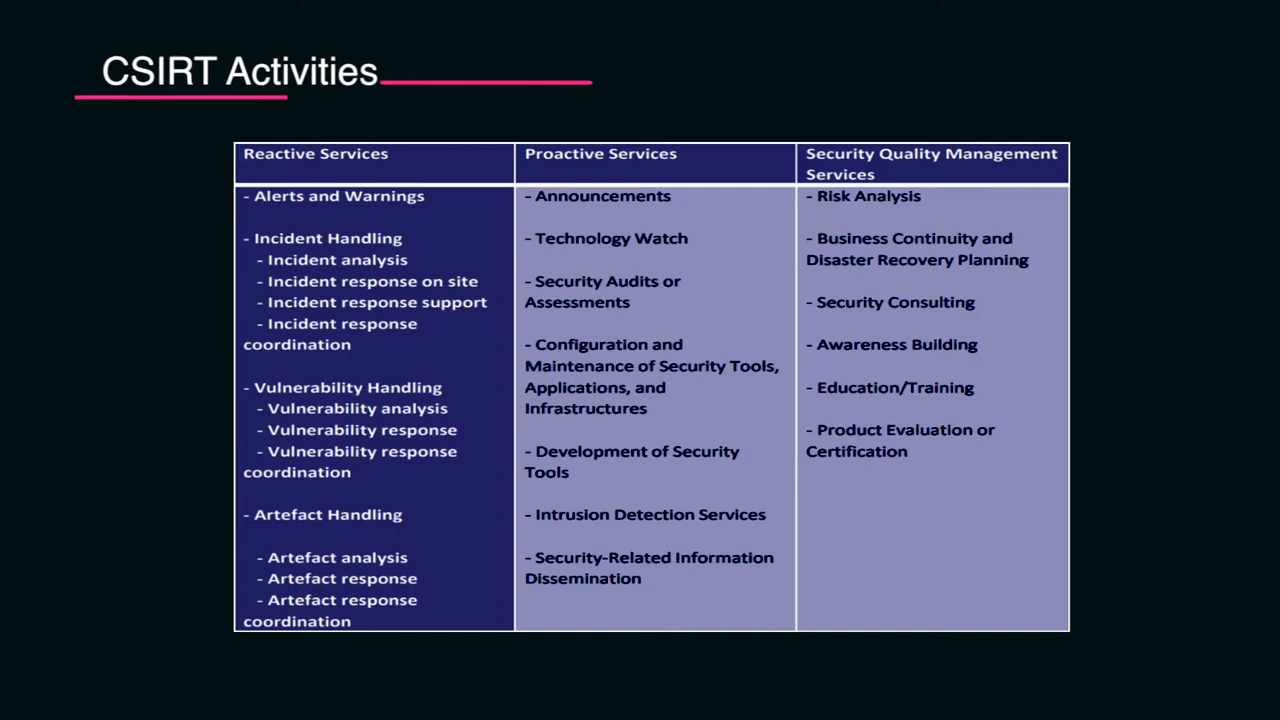 CSIRT Activities
Reactive Services
- Alerts and Warnings
- Incident Handling
- Incident analysis
- Incident response on site
- Incident response support
- Incident response
coordination
- Vulnerability Handling
- Vulnerability analysis
- Vulnerability response
- Vulnerability response
coordination
- Artefact Handling
- Artefact analysis
- Artefact response
- Artefact response
coordination
Proactive Services
- Announcements
- Technology Watch
- Security Audits or
Assessments
- Configuration and
Maintenance of Security Tools,
Applications, and
Infrastructures
- Development of Security
Tools
- Intrusion Detection Services
- Security-Related Information
Dissemination
Security Quality Management
Services
- Risk Analysis
- Business Continuity and
Disaster Recovery Planning
- Security Consulting
- Awareness Building
- Education/Training
- Product Evaluation or
Certification